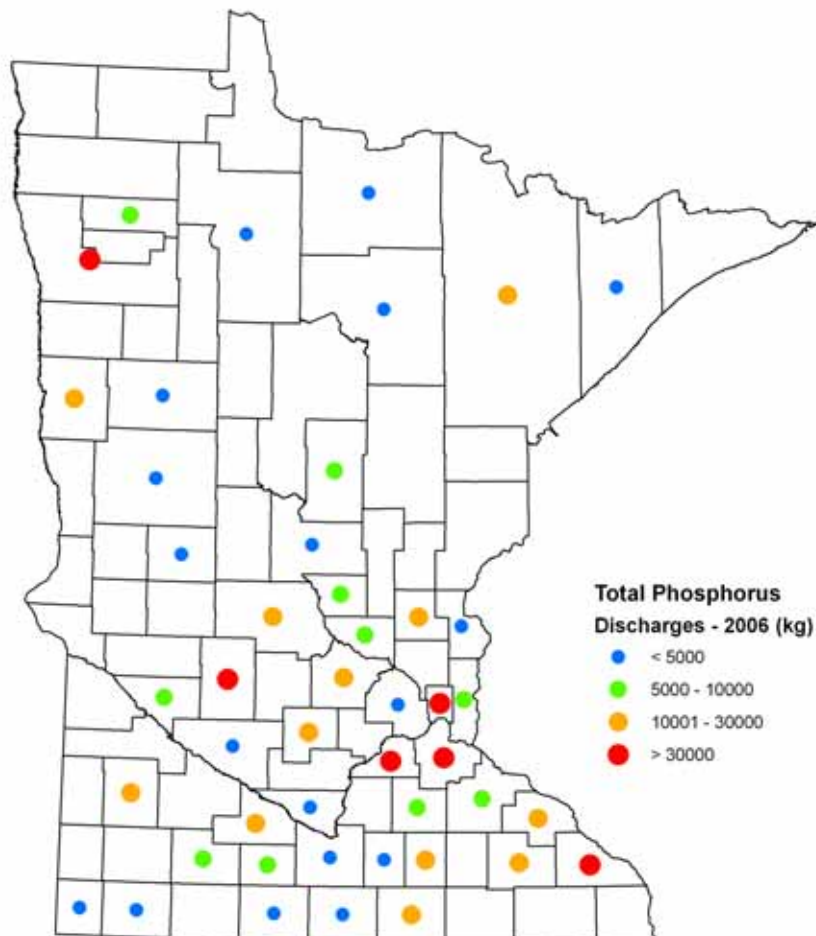 Total Phosphorus
Discharges - 2006 (kg)
< 5000
5000 - 10000
10001 - 30000
> 30000